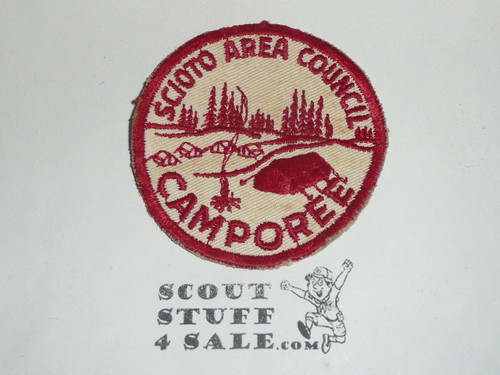 SCIOTO AREA COUNCIL
CAMPOREE
SCOUT
STUFF
4 SALE.COM